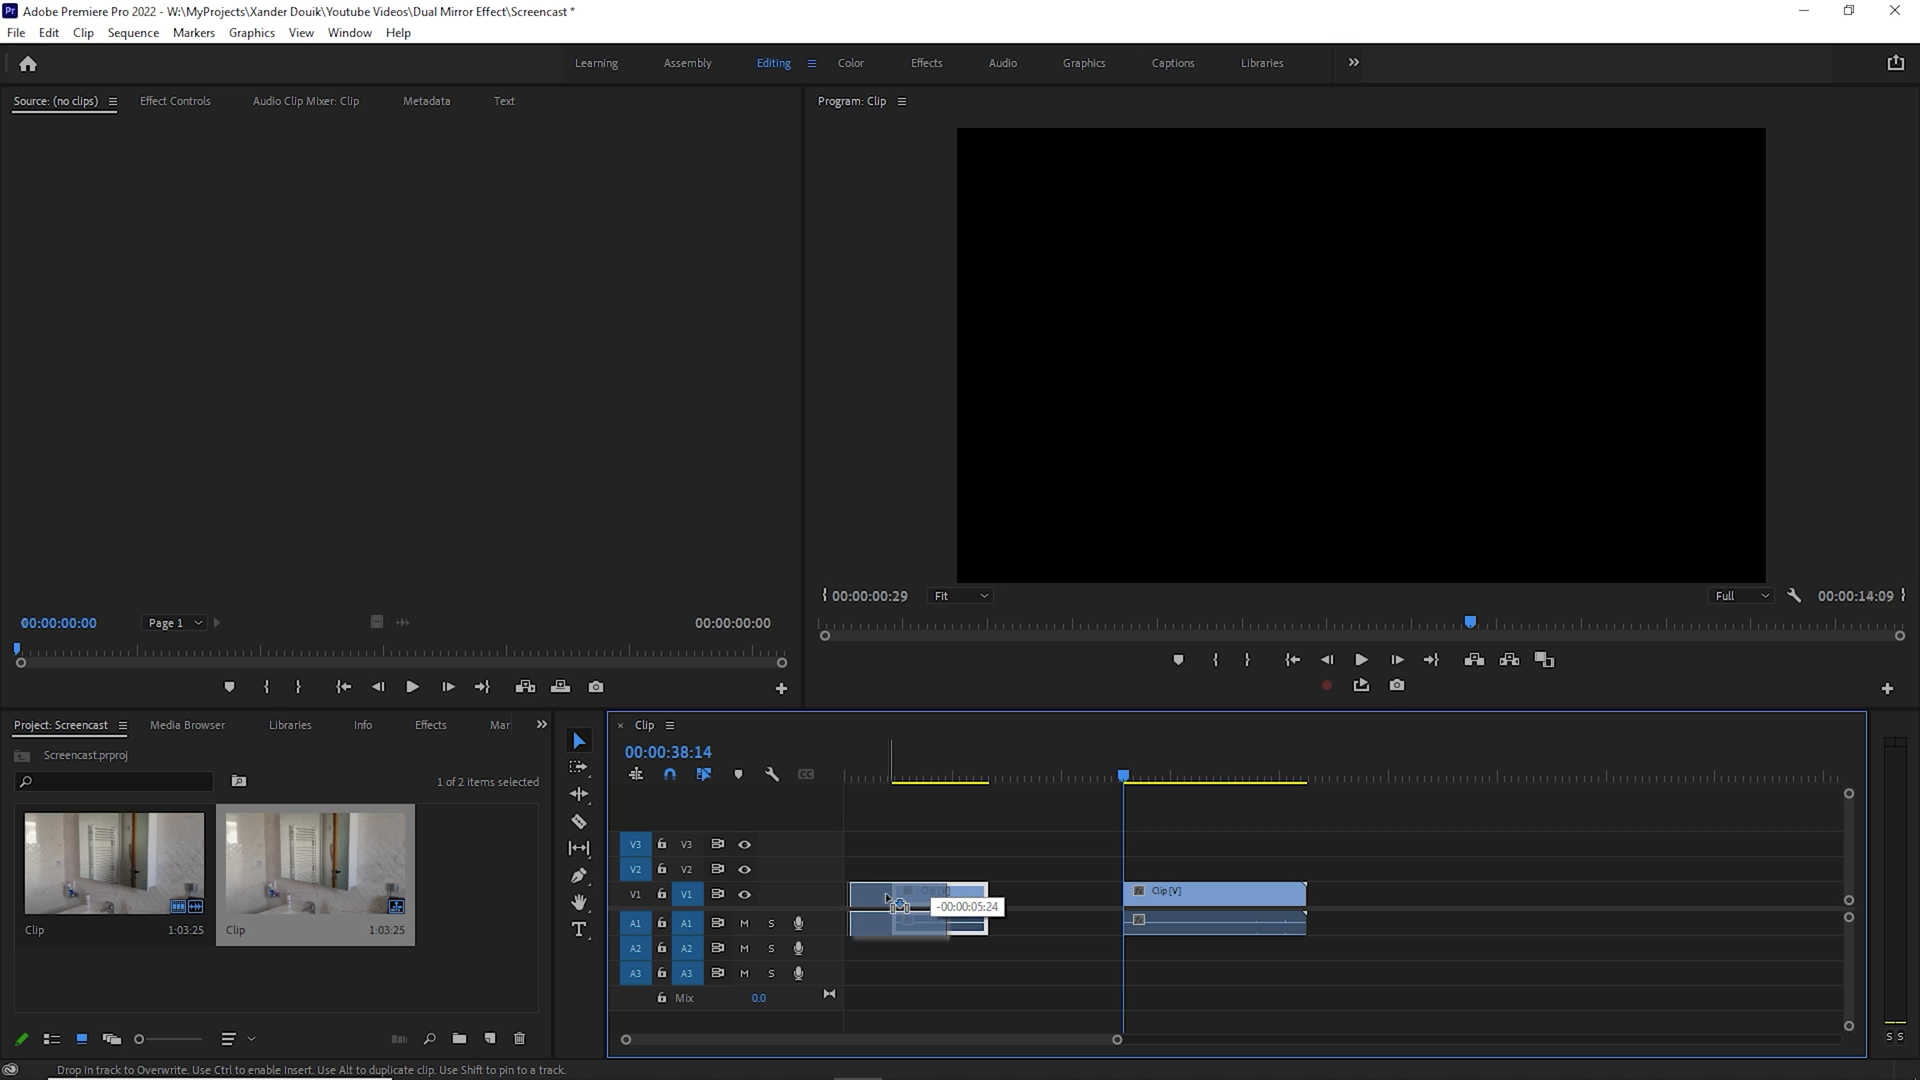 Pr Adobe Premiere Pro 2022 - W:\MyProjects\Xander Douik\Youtube Videos\Dual Mirror Effect\Screencast *
File Edit Clip Sequence Markers Graphics View Window Help
Learning Assembly Editing Color Effects Audio Graphics Captions Libraries
Source: (no clips) Effect Controls Audio Clip Mixer: Clip Metadata Text
Program: Clip
00:00:00:29 Fit Full 00:00:14:09
00:00:00:00 Page 1 00:00:00:00
Project: Screencast Media Browser Libraries Info Effects Mar
Clip
00:00:38:14
Screencast.prproj
1 of 2 items selected
V3 V3
V2 V2
V1 V1 Clip [V] Clip [V]
-00:00:05:24
A1 A1 M S
A2 A2 M S
A3 A3 M S
Mix 0.0
Clip 1:03:25 Clip 1:03:25
S S
Drop in track to Overwrite. Use Ctrl to enable Insert. Use Alt to duplicate clip. Use Shift to pin to a track.